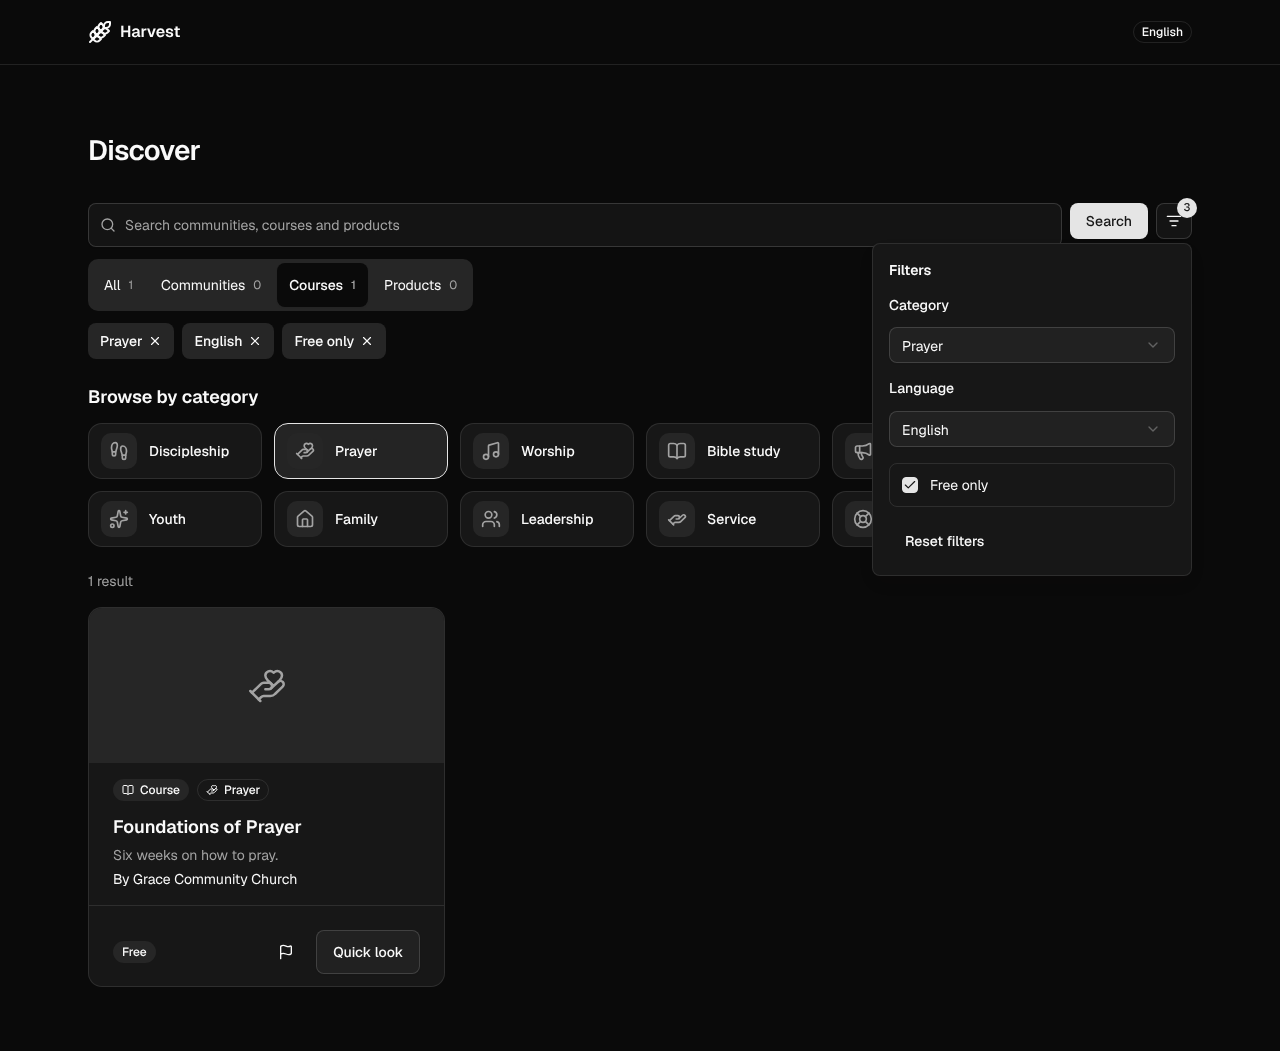 Harvest
English
Discover
Search communities, courses and products
Search
3
All 1
Communities 0
Courses 1
Products 0
Prayer
English
Free only
Filters
Category
Prayer
Language
English
Free only
Reset filters
Browse by category
Discipleship
Prayer
Worship
Bible study
Youth
Family
Leadership
Service
1 result
Course
Prayer
Foundations of Prayer
Six weeks on how to pray.
By Grace Community Church
Free
Quick look